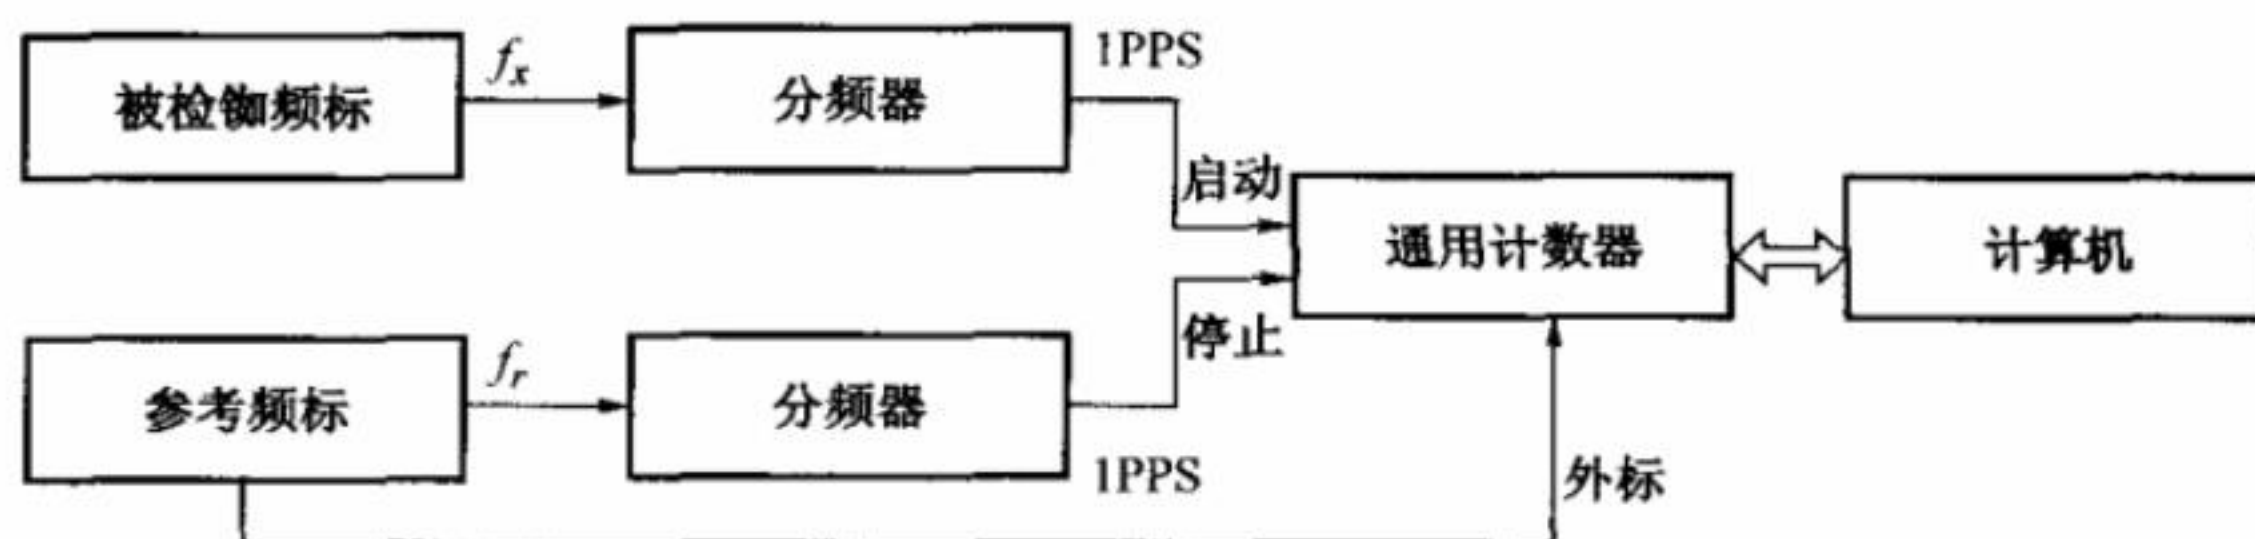 被检铷频标
fx
分频器
1PPS
启动
通用计数器
计算机
参考频标
fr
分频器
1PPS
停止
外标